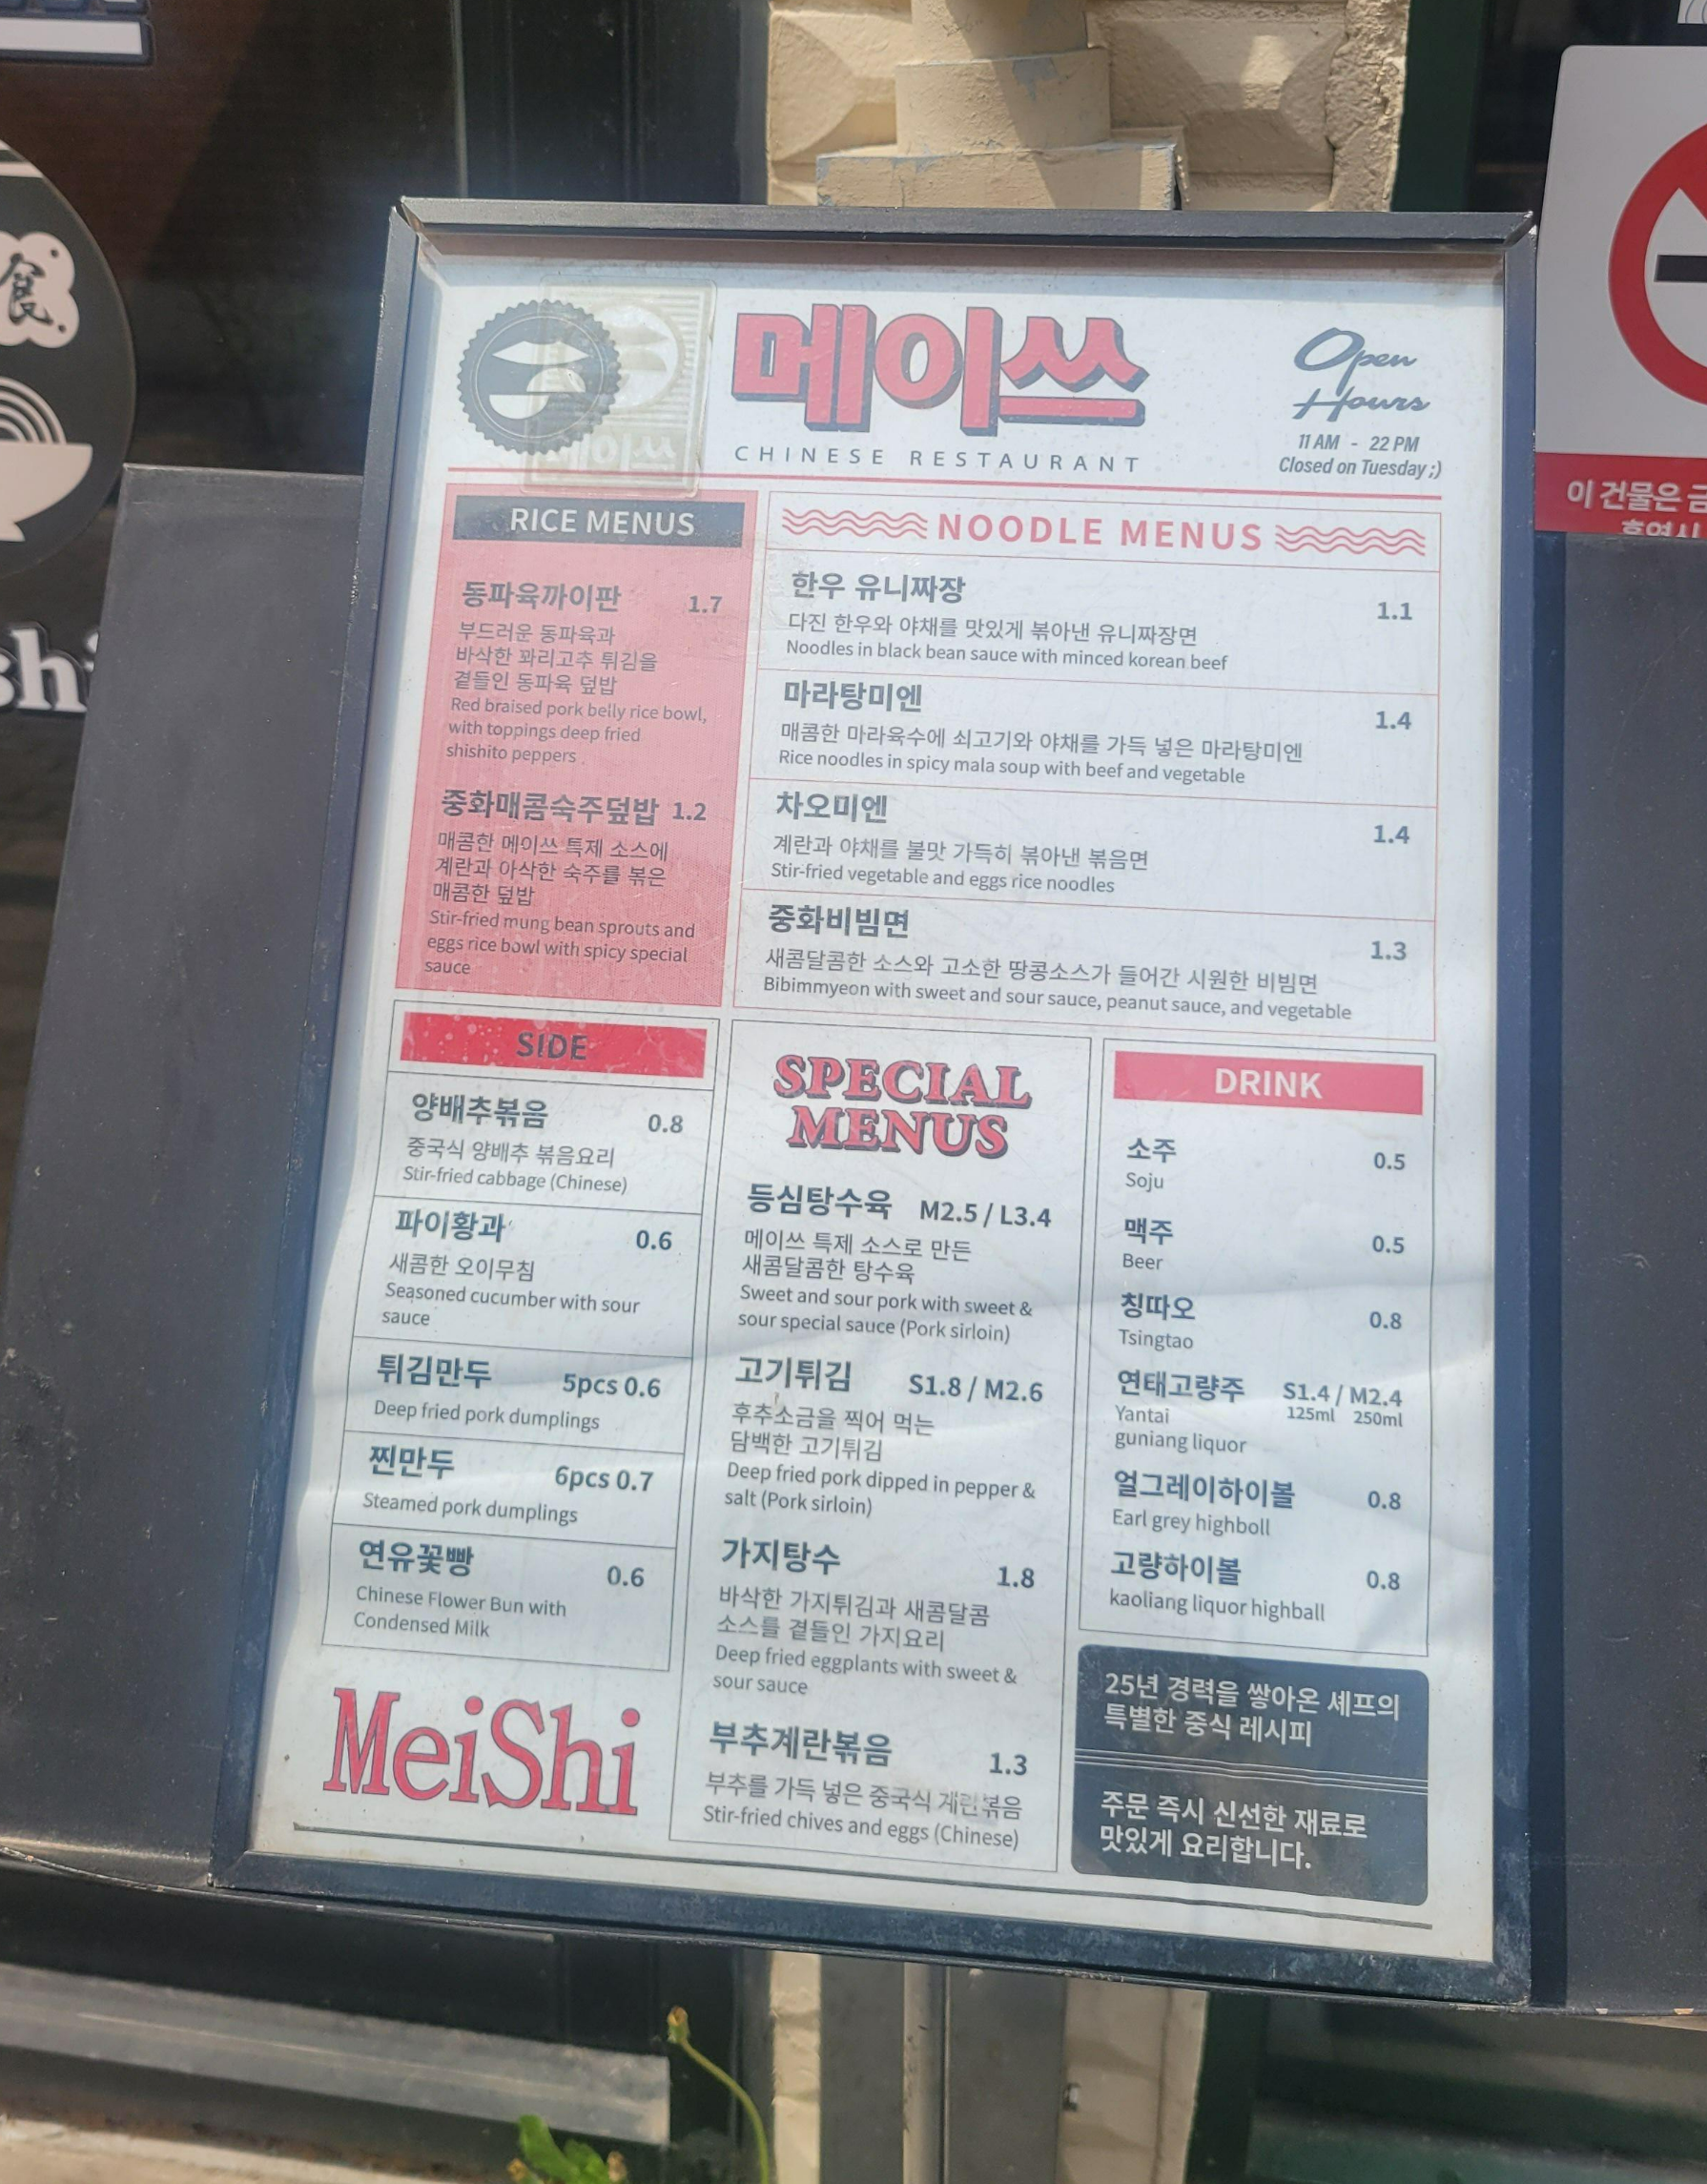 食
shi
메이쓰
메이쓰
CHINESE RESTAURANT
Open
Hours
11 AM - 22 PM
Closed on Tuesday ;)
이 건물은 금
흡연시
RICE MENUS
동파육까이판 1.7
부드러운 동파육과
바삭한 꽈리고추 튀김을
곁들인 동파육 덮밥
Red braised pork belly rice bowl,
with toppings deep fried
shishito peppers .
중화매콤숙주덮밥 1.2
매콤한 메이쓰 특제 소스에
계란과 아삭한 숙주를 볶은
매콤한 덮밥
Stir-fried mung bean sprouts and
eggs rice bowl with spicy special
sauce
NOODLE MENUS
한우 유니짜장 1.1
다진 한우와 야채를 맛있게 볶아낸 유니짜장면
Noodles in black bean sauce with minced korean beef
마라탕미엔 1.4
매콤한 마라육수에 쇠고기와 야채를 가득 넣은 마라탕미엔
Rice noodles in spicy mala soup with beef and vegetable
차오미엔 1.4
계란과 야채를 불맛 가득히 볶아낸 볶음면
Stir-fried vegetable and eggs rice noodles
중화비빔면 1.3
새콤달콤한 소스와 고소한 땅콩소스가 들어간 시원한 비빔면
Bibimmyeon with sweet and sour sauce, peanut sauce, and vegetable
SIDE
양배추볶음 0.8
중국식 양배추 볶음요리
Stir-fried cabbage (Chinese)
파이황과 0.6
새콤한 오이무침
Seasoned cucumber with sour
sauce
튀김만두 5pcs 0.6
Deep fried pork dumplings
찐만두 6pcs 0.7
Steamed pork dumplings
연유꽃빵 0.6
Chinese Flower Bun with
Condensed Milk
MeiShi
SPECIAL
MENUS
등심탕수육 M2.5 / L3.4
메이쓰 특제 소스로 만든
새콤달콤한 탕수육
Sweet and sour pork with sweet &
sour special sauce (Pork sirloin)
고기튀김 S1.8 / M2.6
후추소금을 찍어 먹는
담백한 고기튀김
Deep fried pork dipped in pepper &
salt (Pork sirloin)
가지탕수 1.8
바삭한 가지튀김과 새콤달콤
소스를 곁들인 가지요리
Deep fried eggplants with sweet &
sour sauce
부추계란볶음 1.3
부추를 가득 넣은 중국식 계란볶음
Stir-fried chives and eggs (Chinese)
DRINK
소주 0.5
Soju
맥주 0.5
Beer
칭따오 0.8
Tsingtao
연태고량주 S1.4 / M2.4
Yantai 125ml 250ml
guniang liquor
얼그레이하이볼 0.8
Earl grey highboll
고량하이볼 0.8
kaoliang liquor highball
25년 경력을 쌓아온 셰프의
특별한 중식 레시피
주문 즉시 신선한 재료로
맛있게 요리합니다.